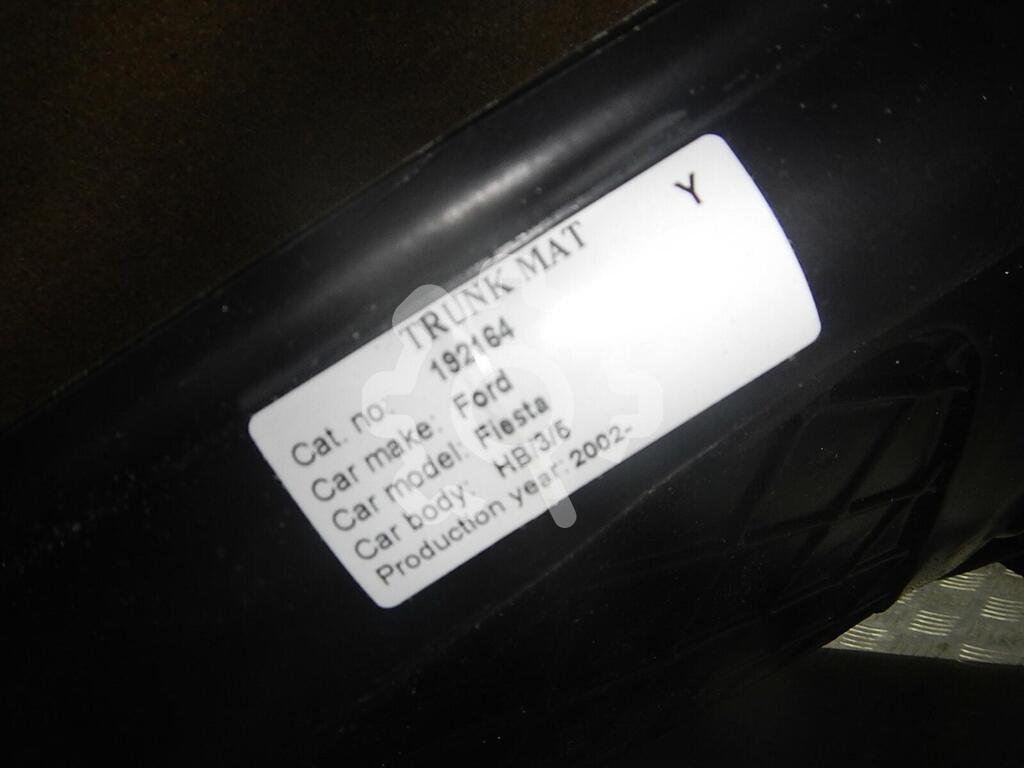 Y
TRUNK MAT
Cat. no: 192164
Car make: Ford
Car model: Fiesta
Car body: HB/3/5
Production year: 2002-